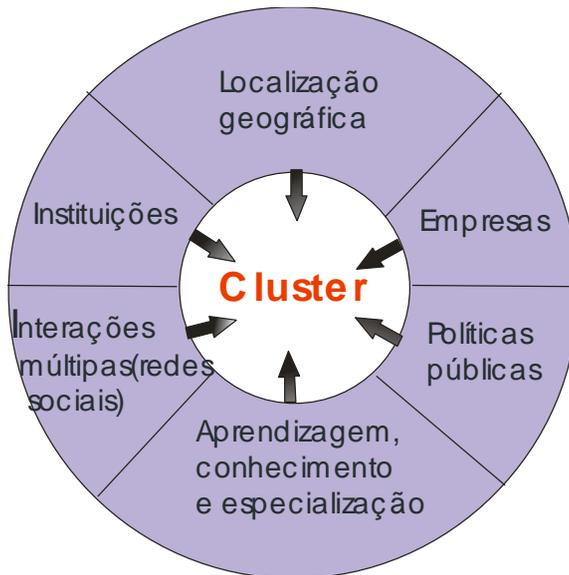 Localização
geográfica
Instituições
Empresas
Cluster
Interações
múltipas(redes
sociais)
Políticas
públicas
Aprendizagem,
conhecimento
e especialização